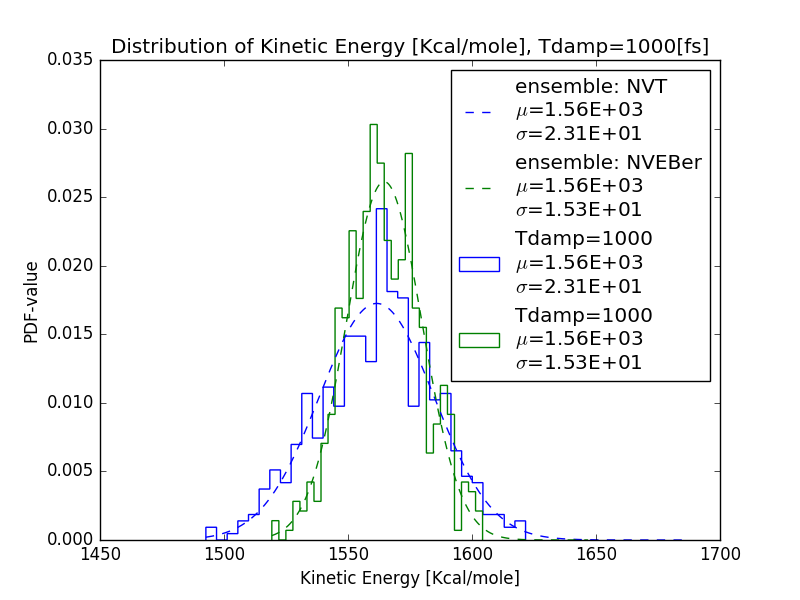 Distribution of Kinetic Energy [Kcal/mole], Tdamp=1000[fs]
0.035
0.030
0.025
0.020
0.015
0.010
0.005
0.000
PDF-value
ensemble: NVT
μ=1.56E+03
σ=2.31E+01
ensemble: NVEBer
μ=1.56E+03
σ=1.53E+01
Tdamp=1000
μ=1.56E+03
σ=2.31E+01
Tdamp=1000
μ=1.56E+03
σ=1.53E+01
1450 1500 1550 1600 1650 1700
Kinetic Energy [Kcal/mole]